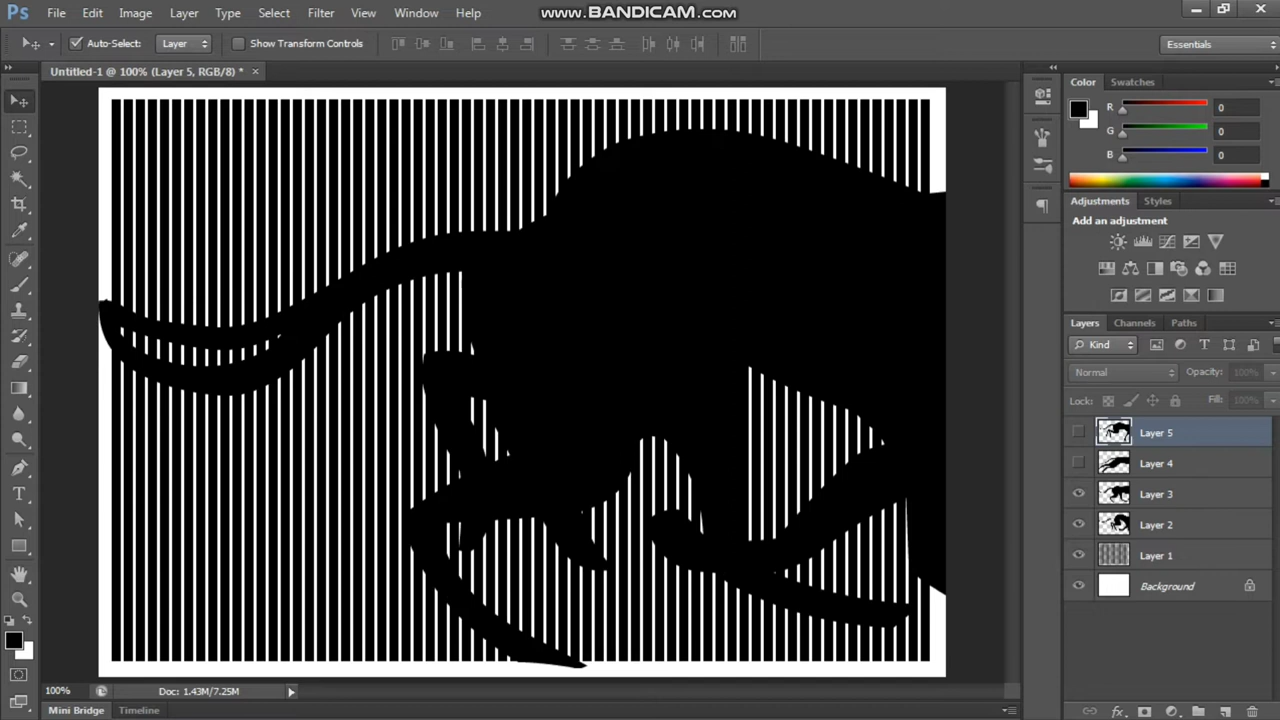 Ps File Edit Image Layer Type Select Filter View Window Help www.BANDICAM.com
Auto-Select: Layer Show Transform Controls Essentials
Untitled-1 @ 100% (Layer 5, RGB/8) * ×
Color Swatches
R 0
G 0
B 0
Adjustments Styles
Add an adjustment
Layers Channels Paths
Kind
Normal Opacity: 100%
Lock: Fill: 100%
Layer 5
Layer 4
Layer 3
Layer 2
Layer 1
Background
100% Doc: 1.43M/7.25M
Mini Bridge Timeline